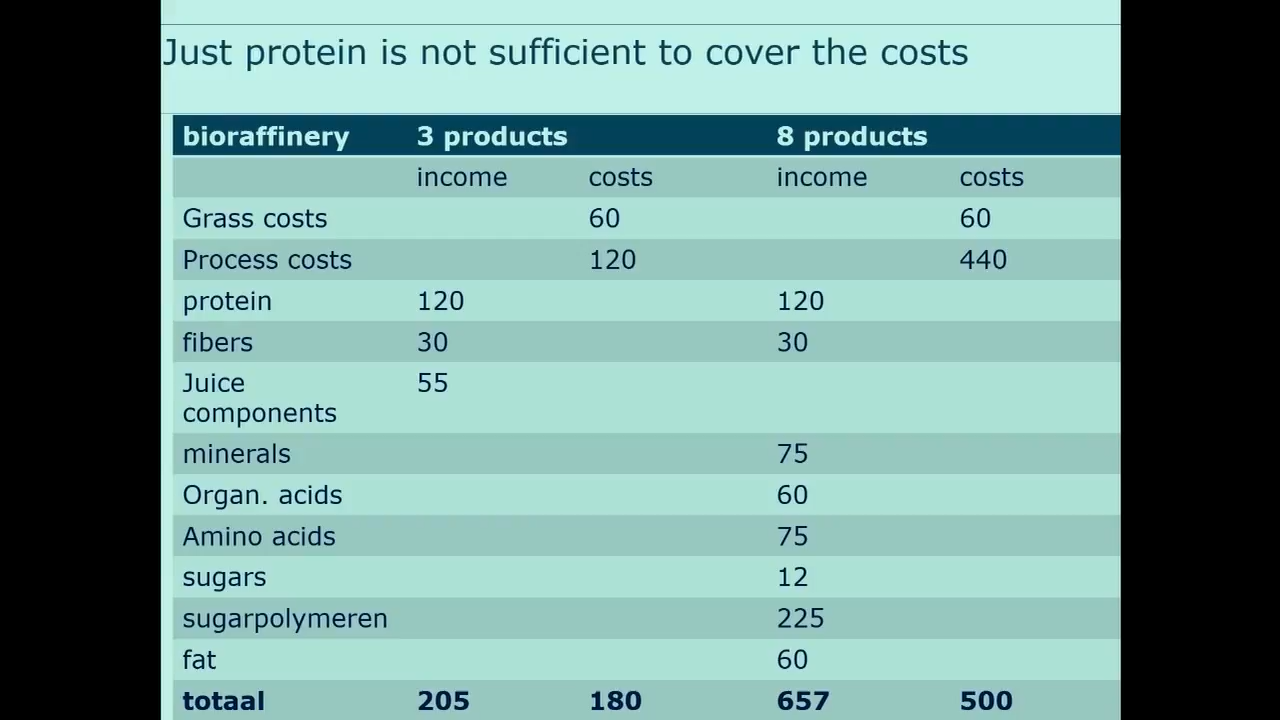 Just protein is not sufficient to cover the costs
bioraffinery 3 products 8 products
income costs income costs
Grass costs 60 60
Process costs 120 440
protein 120 120
fibers 30 30
Juice 55
components
minerals 75
Organ. acids 60
Amino acids 75
sugars 12
sugarpolymeren 225
fat 60
totaal 205 180 657 500